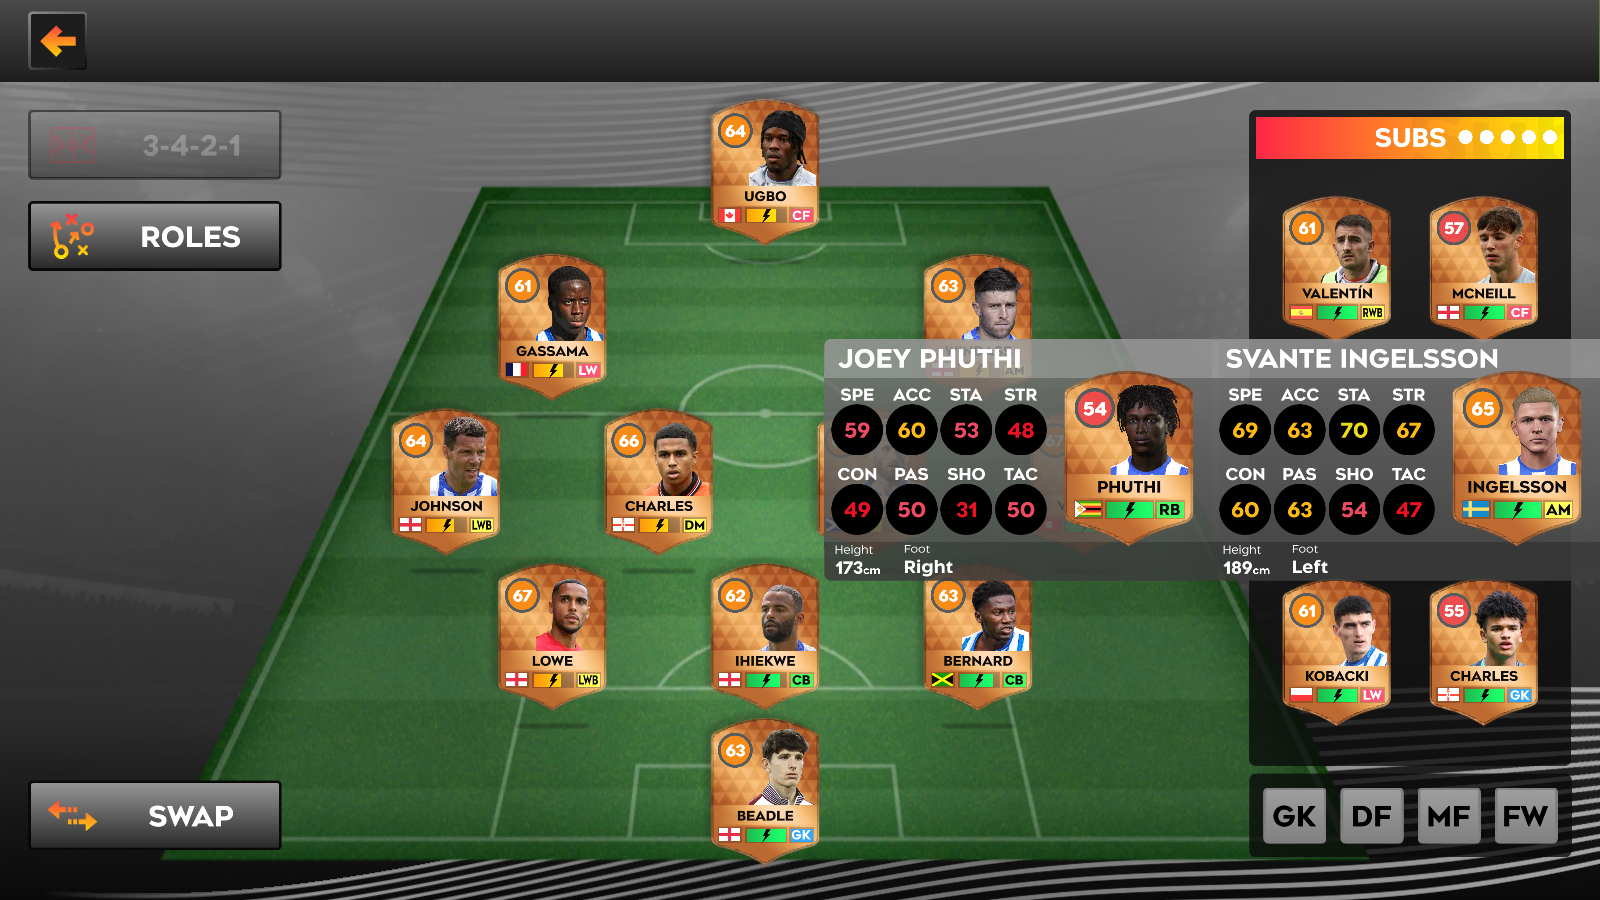 3-4-2-1
ROLES
SWAP
64
UGBO
CF
61
GASSAMA
LW
63
AM
64
JOHNSON
LWB
66
CHARLES
DM
67
67
LOWE
LWB
62
IHIEKWE
CB
63
BERNARD
CB
63
BEADLE
GK
SUBS
61
VALENTÍN
RWB
57
MCNEILL
CF
JOEY PHUTHI
SPE ACC STA STR
59 60 53 48
CON PAS SHO TAC
49 50 31 50
Height Foot
173cm Right
54
PHUTHI
RB
SVANTE INGELSSON
SPE ACC STA STR
69 63 70 67
CON PAS SHO TAC
60 63 54 47
Height Foot
189cm Left
65
INGELSSON
AM
61
KOBACKI
LW
55
CHARLES
GK
GK DF MF FW